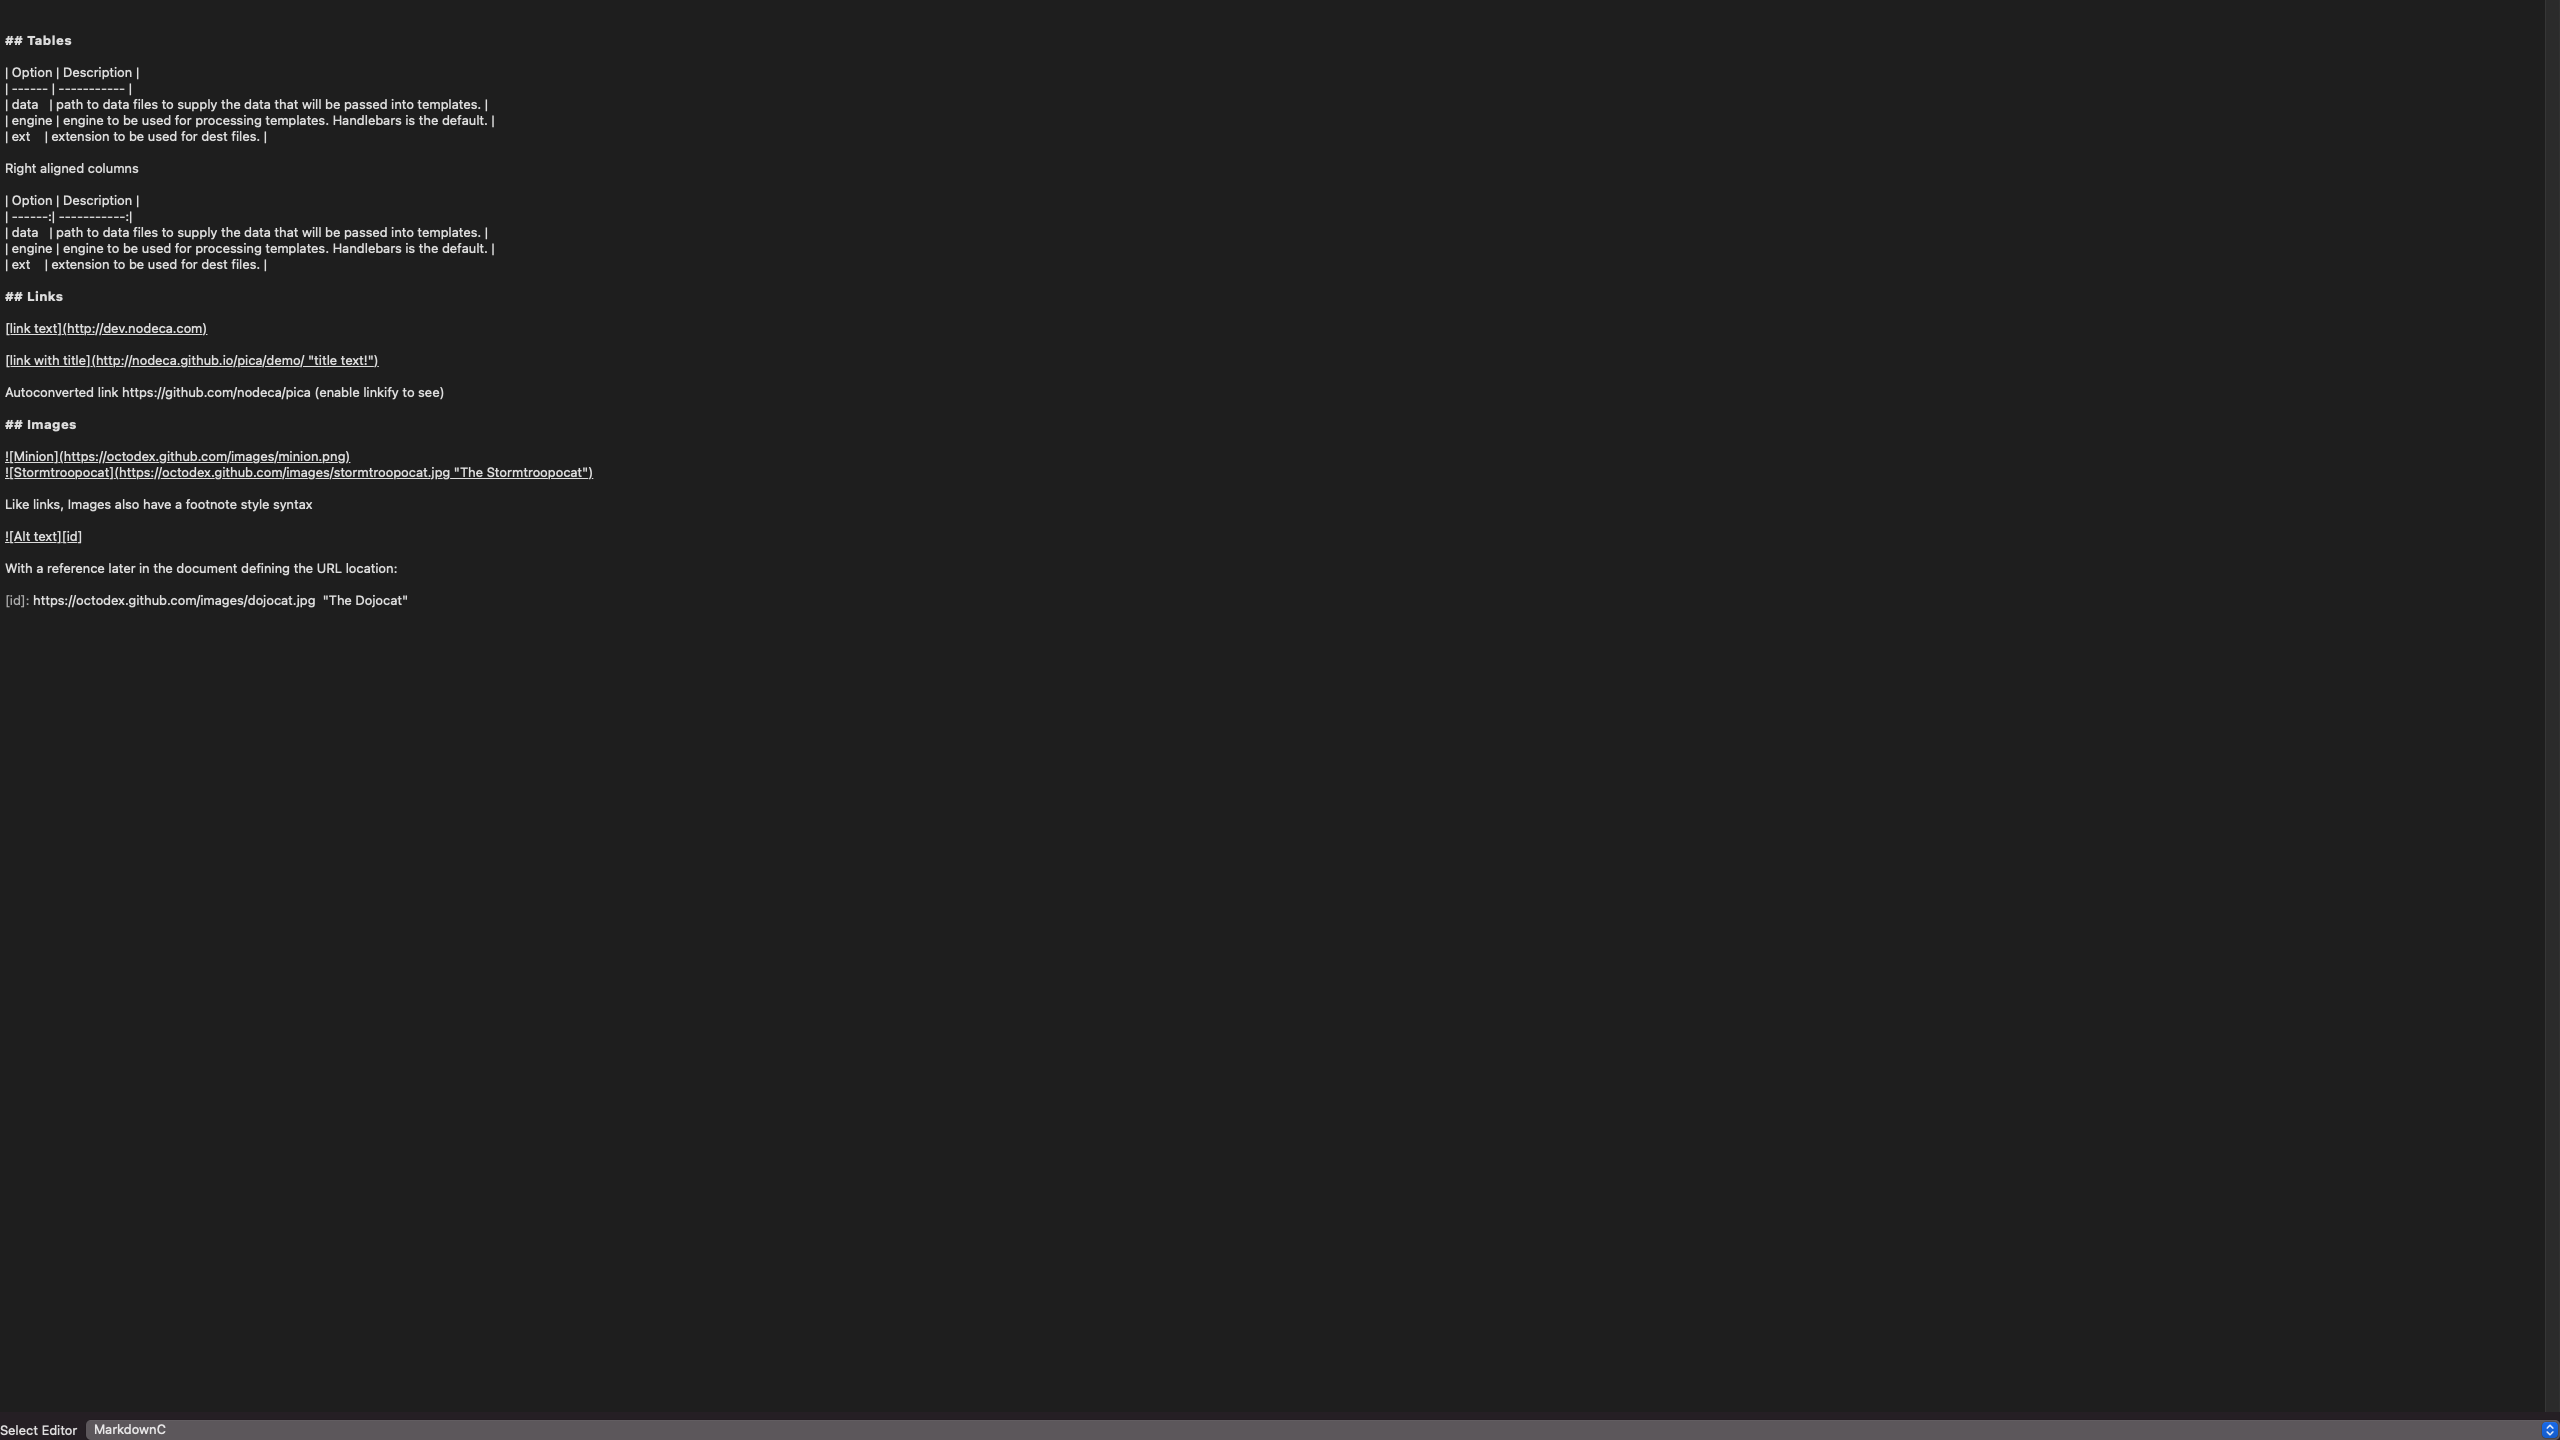 ## Tables
| Option | Description |
| ------ | ----------- |
| data   | path to data files to supply the data that will be passed into templates. |
| engine | engine to be used for processing templates. Handlebars is the default. |
| ext    | extension to be used for dest files. |
Right aligned columns
| Option | Description |
| ------:| -----------:|
| data   | path to data files to supply the data that will be passed into templates. |
| engine | engine to be used for processing templates. Handlebars is the default. |
| ext    | extension to be used for dest files. |
## Links
[link text](http://dev.nodeca.com)
[link with title](http://nodeca.github.io/pica/demo/ "title text!")
Autoconverted link https://github.com/nodeca/pica (enable linkify to see)
## Images
![Minion](https://octodex.github.com/images/minion.png)
![Stormtroopocat](https://octodex.github.com/images/stormtroopocat.jpg "The Stormtroopocat")
Like links, Images also have a footnote style syntax
![Alt text][id]
With a reference later in the document defining the URL location:
[id]: https://octodex.github.com/images/dojocat.jpg  "The Dojocat"
Select Editor MarkdownC